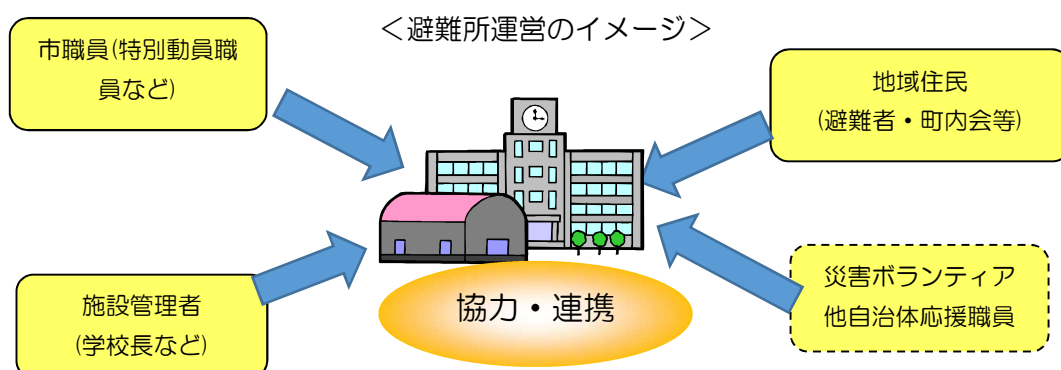 ＜避難所運営のイメージ＞
市職員(特別動員職
員など)
地域住民
(避難者・町内会等)
施設管理者
(学校長など)
協力・連携
災害ボランティア
他自治体応援職員